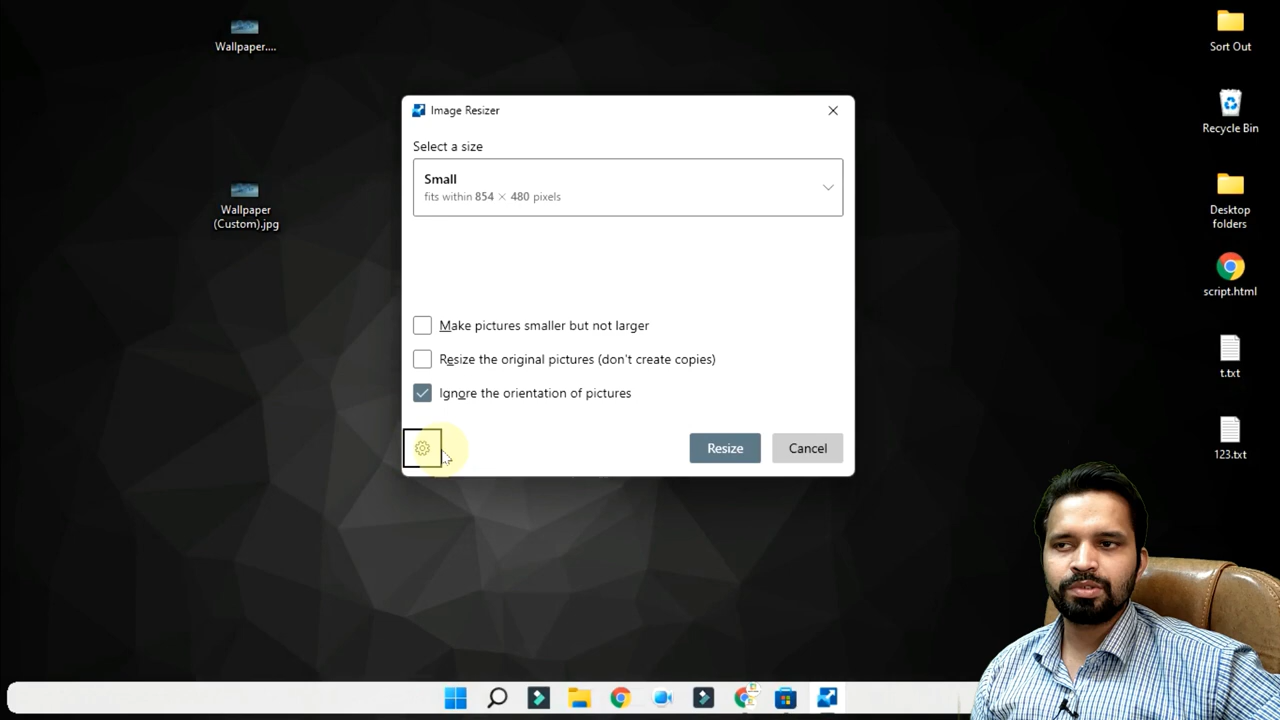 Wallpaper....
Wallpaper
(Custom).jpg
Image Resizer
Select a size
Small
fits within 854 × 480 pixels
Make pictures smaller but not larger
Resize the original pictures (don't create copies)
Ignore the orientation of pictures
Resize
Cancel
Sort Out
Recycle Bin
Desktop
folders
script.html
t.txt
123.txt